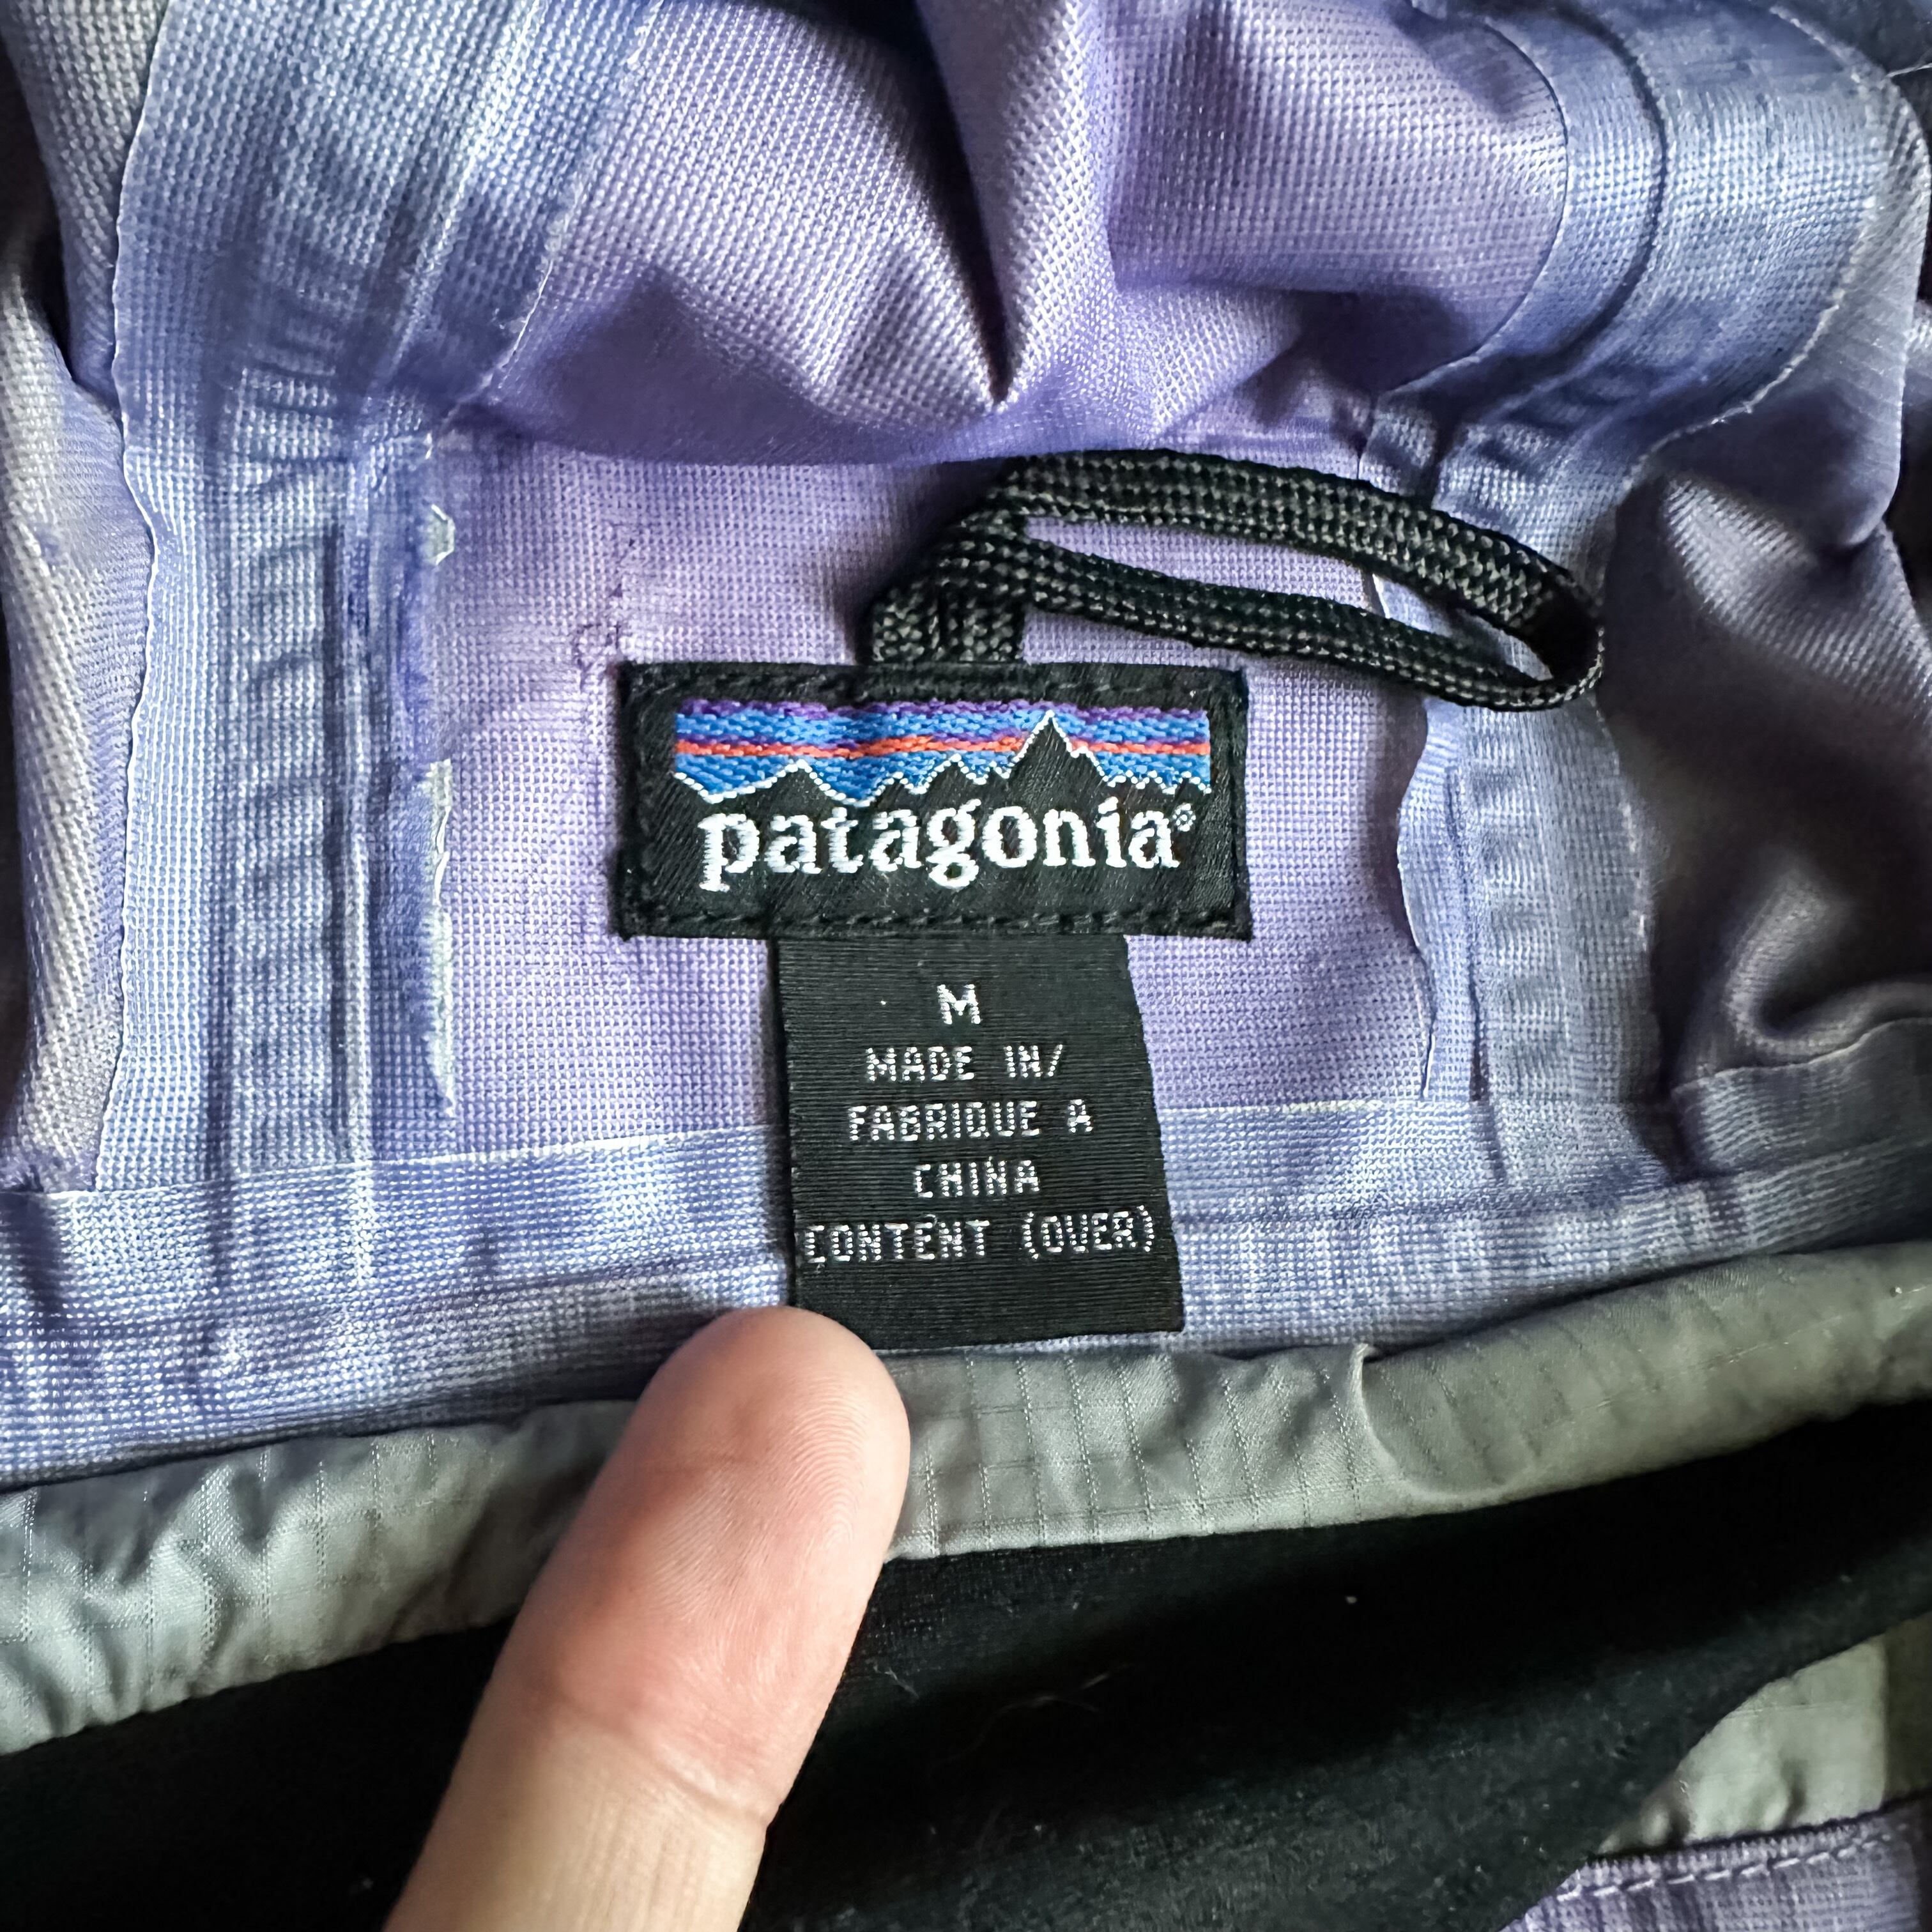 patagonia®
M
MADE IN/
FABRIQUE A
CHINA
CONTENT (OVER)